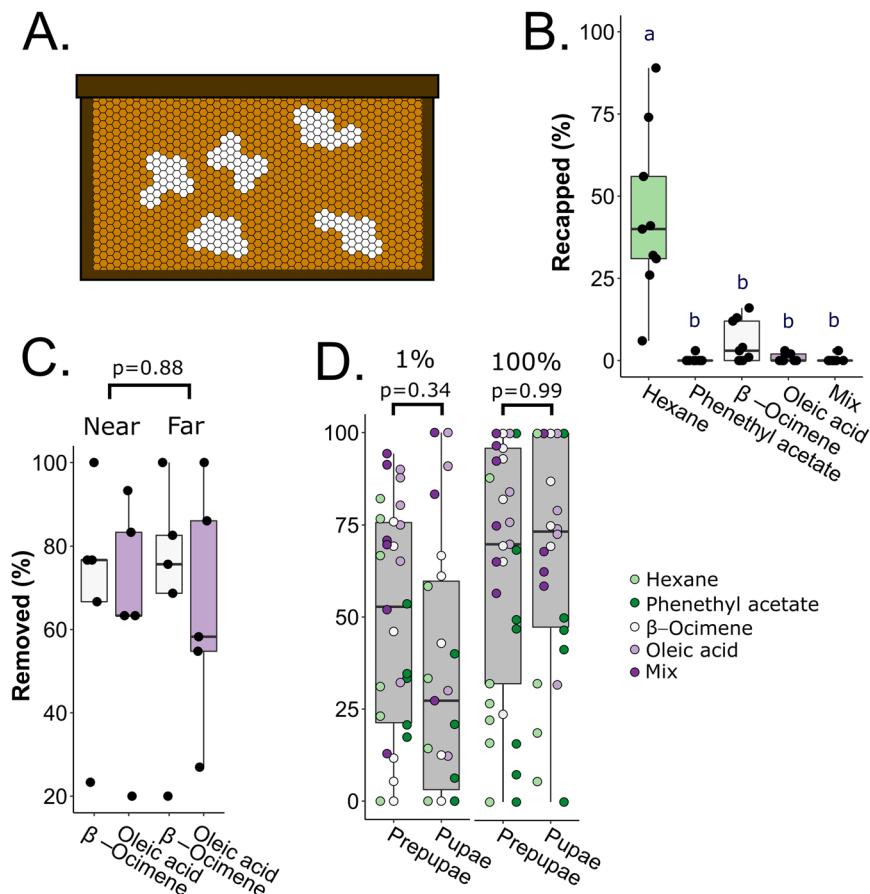 A.
B.
Recapped (%)
100
75
50
25
0
a
b
b
b
b
Hexane
Phenethyl acetate
β–Ocimene
Oleic acid
Mix
C.
p=0.88
Near Far
Removed (%)
100
80
60
40
20
β–Ocimene
Oleic acid
β–Ocimene
Oleic acid
D.
1% 100%
p=0.34 p=0.99
100
75
50
25
0
Prepupae
Pupae
Prepupae
Pupae
Hexane
Phenethyl acetate
β–Ocimene
Oleic acid
Mix